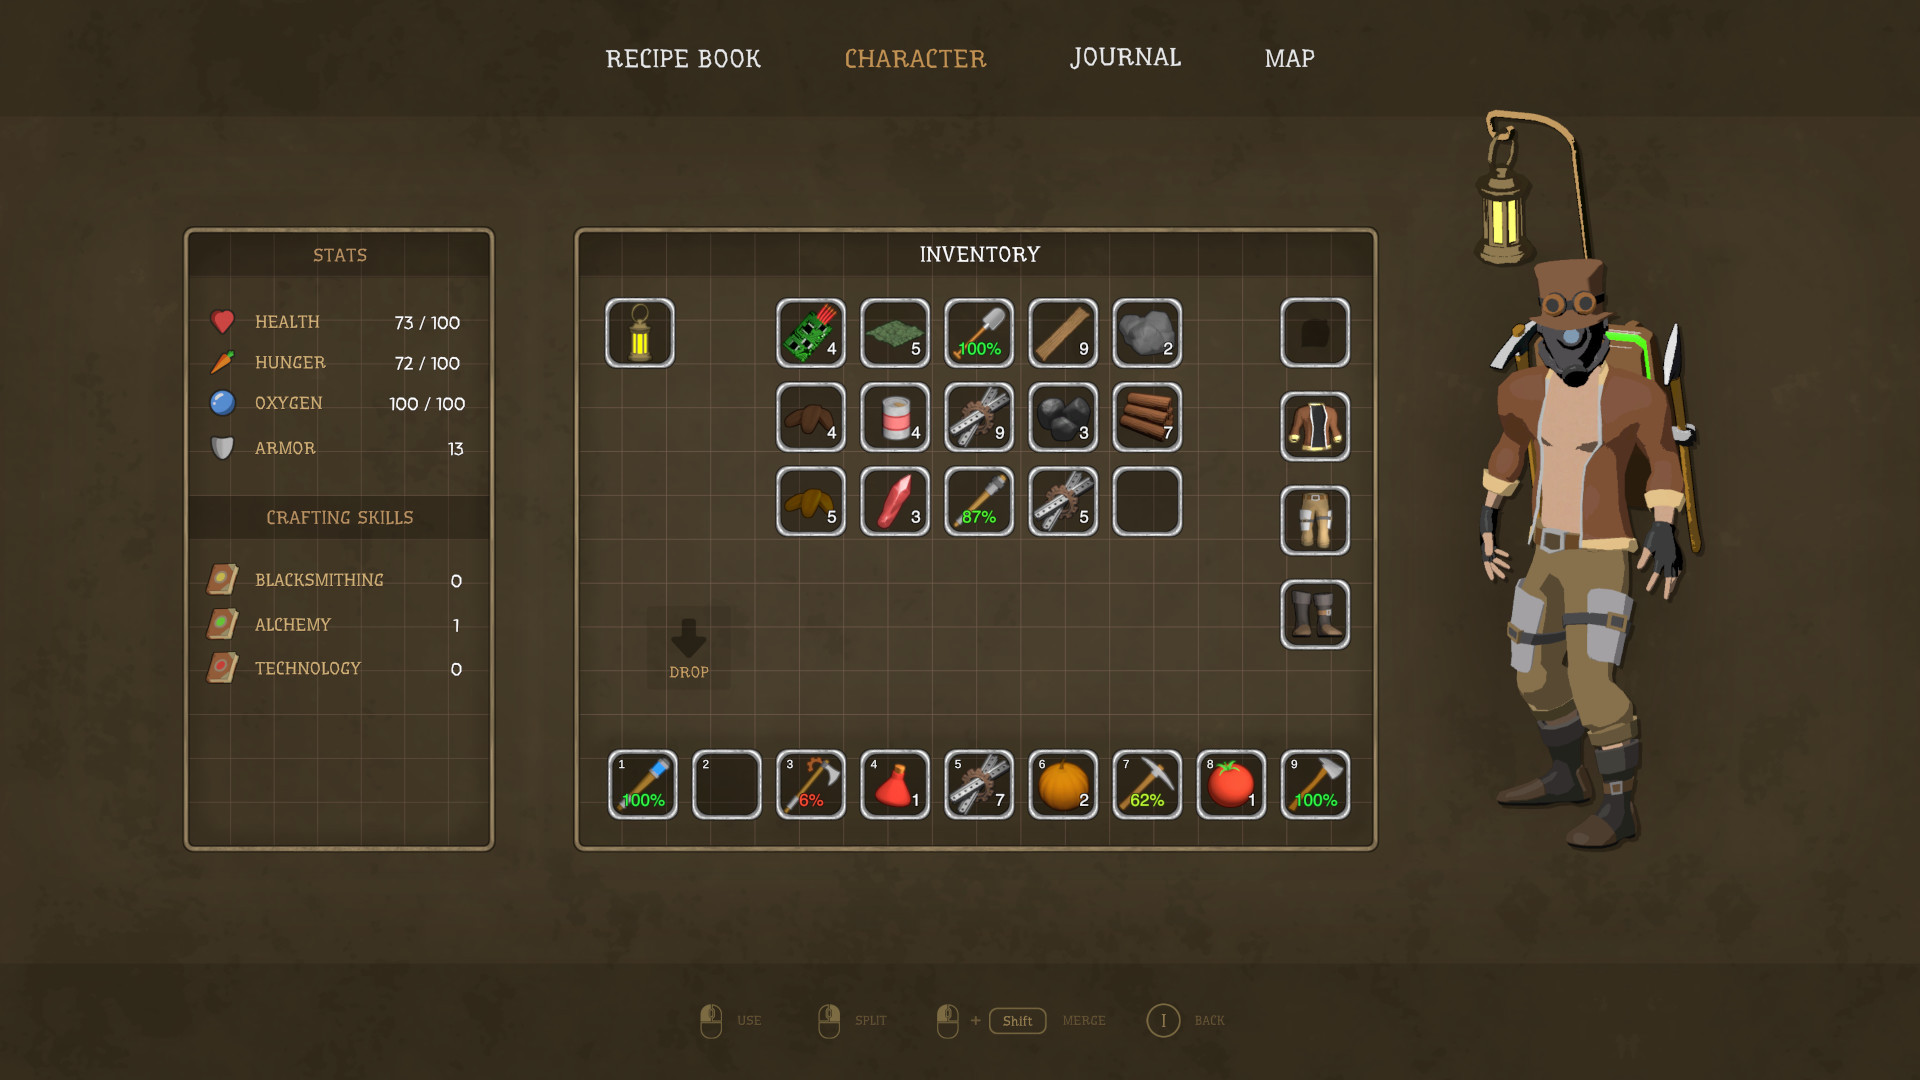 RECIPE BOOK CHARACTER JOURNAL MAP
STATS
HEALTH 73 / 100
HUNGER 72 / 100
OXYGEN 100 / 100
ARMOR 13
CRAFTING SKILLS
BLACKSMITHING 0
ALCHEMY 1
TECHNOLOGY 0
INVENTORY
4 5 100% 9 2
4 4 9 3 7
5 3 87% 5
DROP
1 2 3 4 5 6 7 8 9
100% 6% 1 7 2 62% 1 100%
USE SPLIT + Shift MERGE I BACK